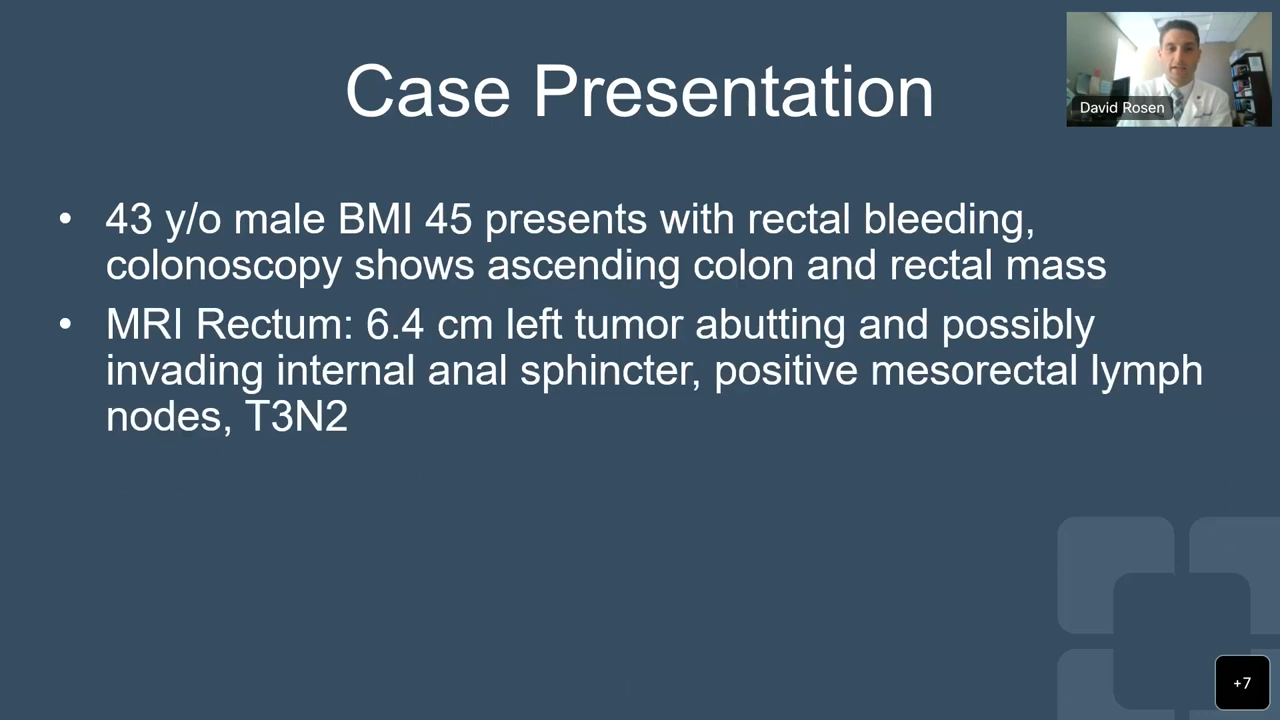 Case Presentation
David Rosen
• 43 y/o male BMI 45 presents with rectal bleeding,
colonoscopy shows ascending colon and rectal mass
• MRI Rectum: 6.4 cm left tumor abutting and possibly
invading internal anal sphincter, positive mesorectal lymph
nodes, T3N2
+7